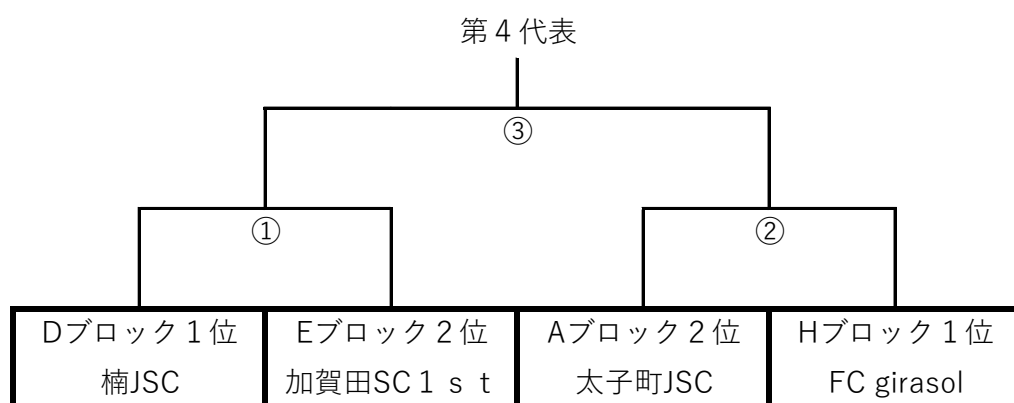 第４代表
③
①
②
Dブロック１位
Eブロック２位
Aブロック２位
Hブロック１位
楠JSC
加賀田SC１ｓｔ
太子町JSC
FC girasol